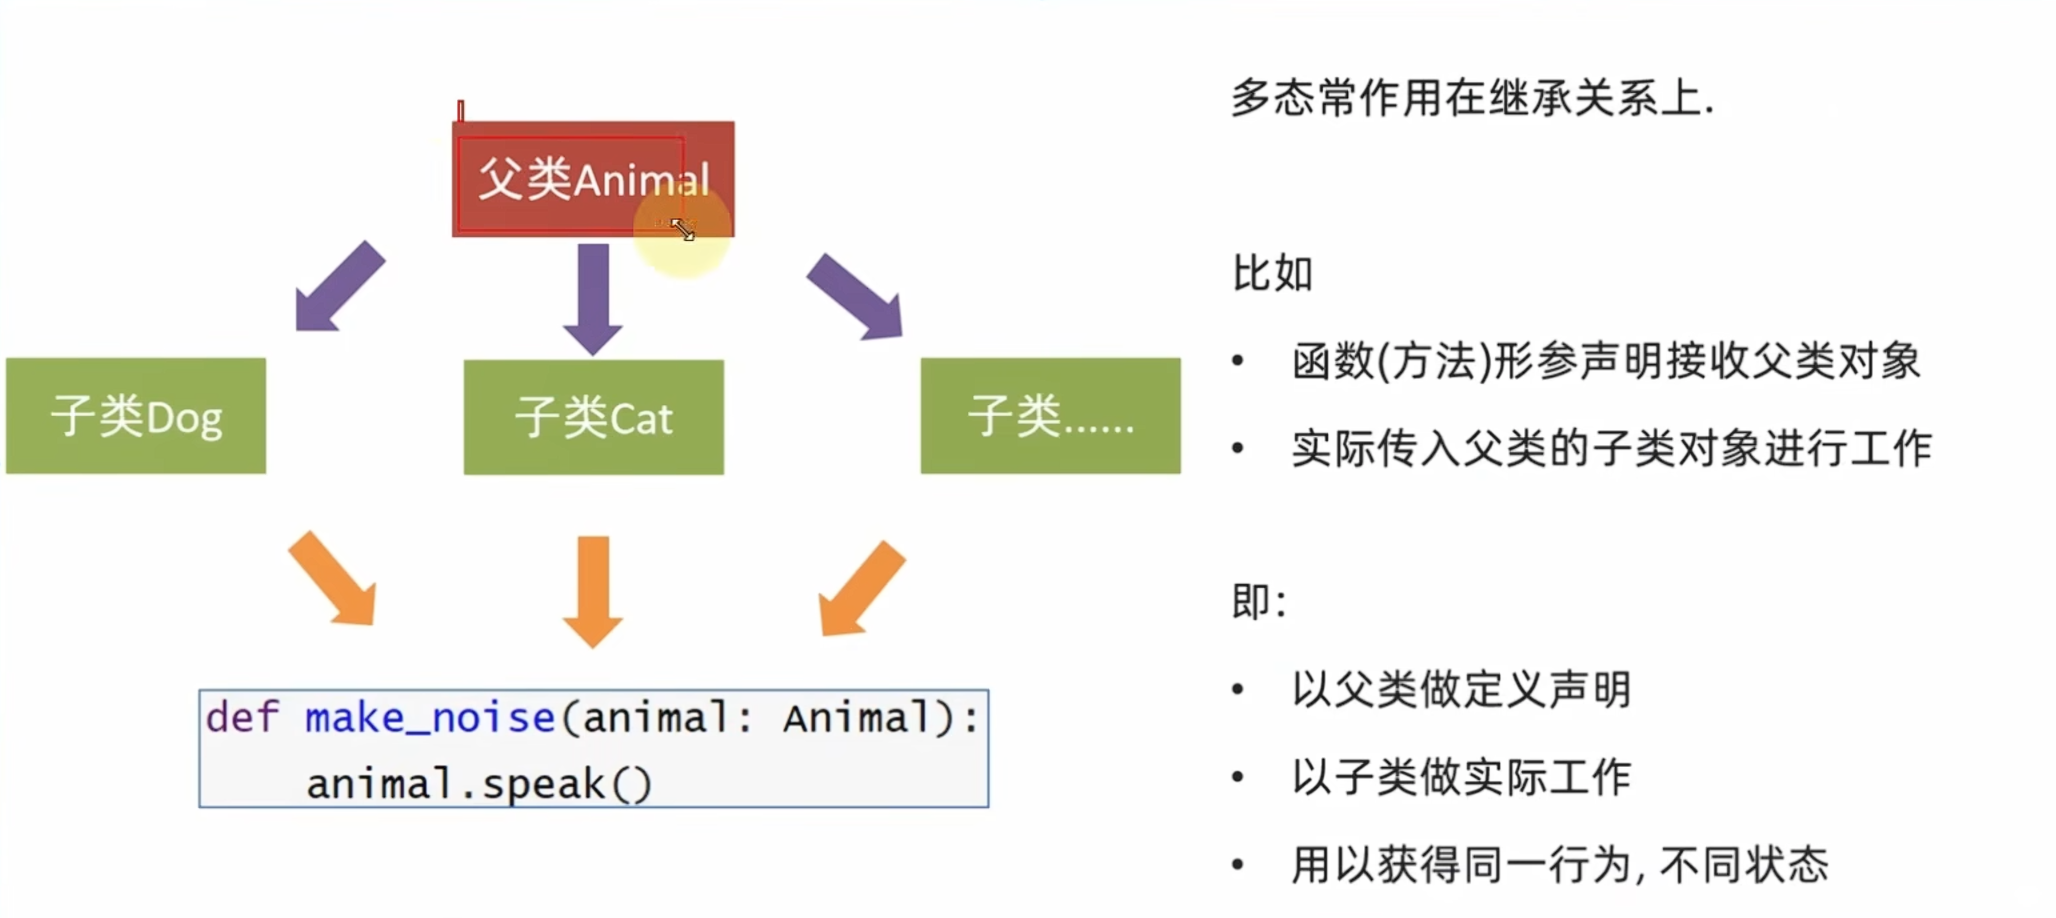 父类Animal
子类Dog
子类Cat
子类......
def make_noise(animal: Animal):
animal.speak()
多态常作用在继承关系上.
比如
• 函数(方法)形参声明接收父类对象
• 实际传入父类的子类对象进行工作
即：
• 以父类做定义声明
• 以子类做实际工作
• 用以获得同一行为, 不同状态